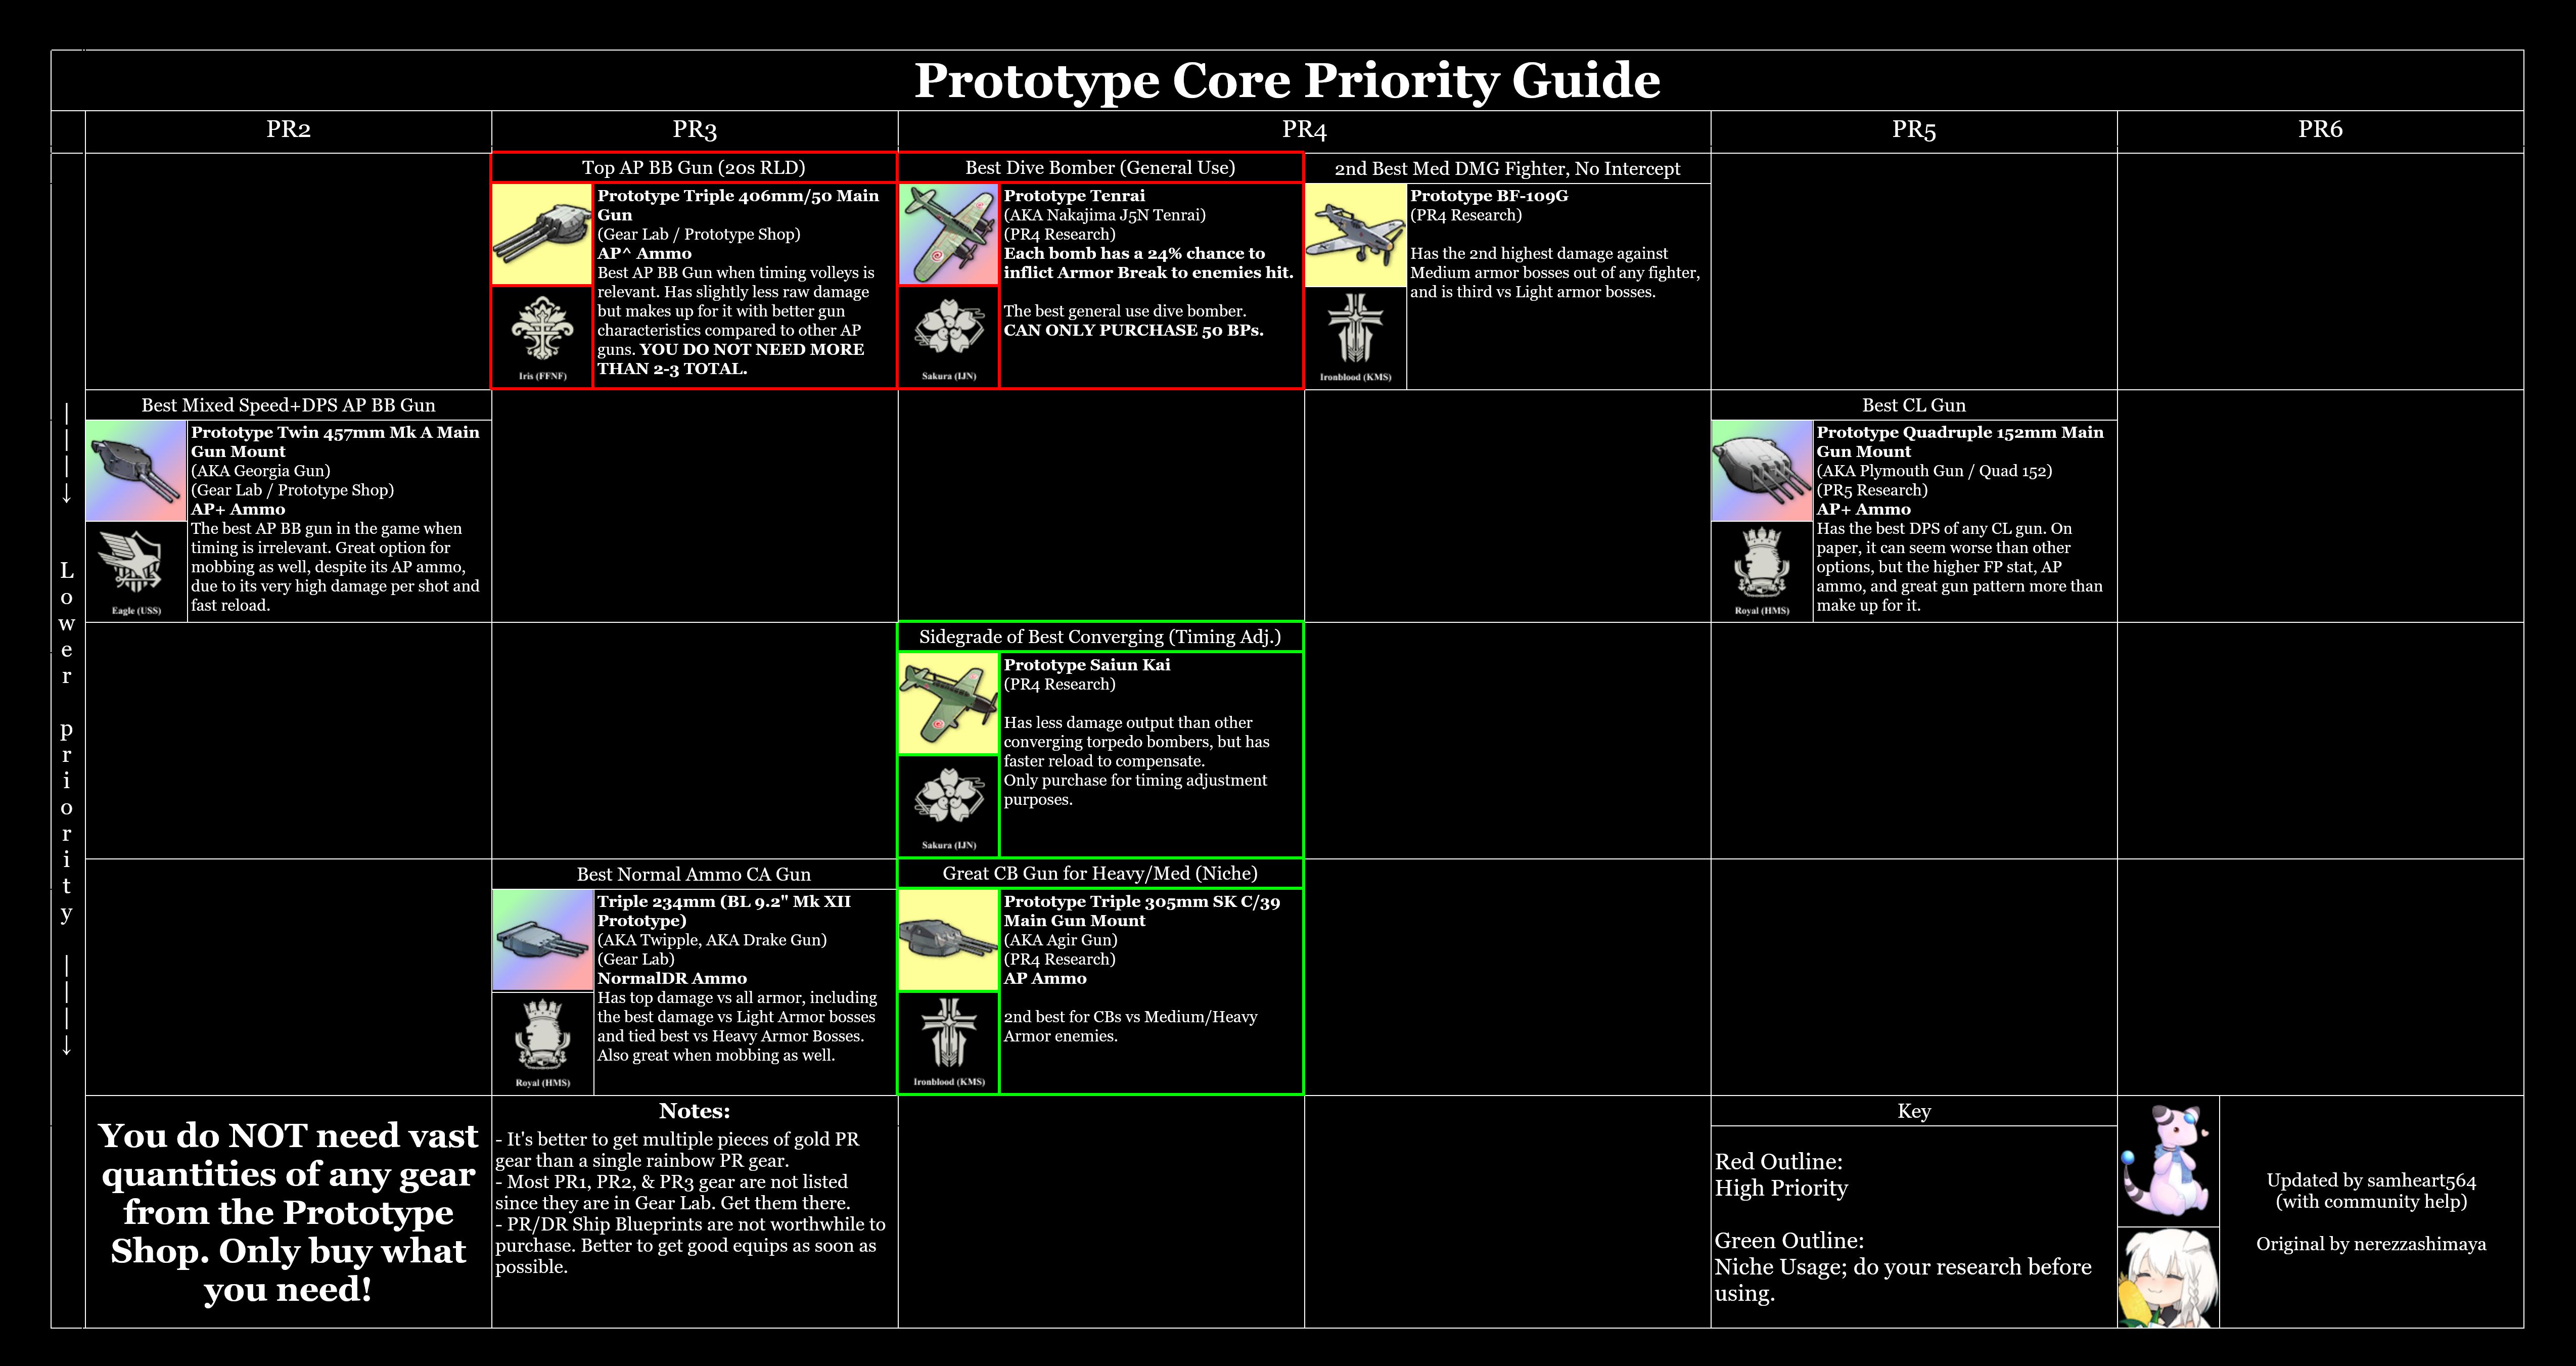 Prototype Core Priority Guide
PR2
PR3
PR4
PR5
PR6
Top AP BB Gun (20s RLD)
Prototype Triple 406mm/50 Main
Gun
(Gear Lab / Prototype Shop)
AP^ Ammo
Best AP BB Gun when timing volleys is
relevant. Has slightly less raw damage
but makes up for it with better gun
characteristics compared to other AP
guns. YOU DO NOT NEED MORE
THAN 2-3 TOTAL.
Iris (FFNF)
Best Dive Bomber (General Use)
Prototype Tenrai
(AKA Nakajima J5N Tenrai)
(PR4 Research)
Each bomb has a 24% chance to
inflict Armor Break to enemies hit.
The best general use dive bomber.
CAN ONLY PURCHASE 50 BPs.
Sakura (IJN)
2nd Best Med DMG Fighter, No Intercept
Prototype BF-109G
(PR4 Research)
Has the 2nd highest damage against
Medium armor bosses out of any fighter,
and is third vs Light armor bosses.
Ironblood (KMS)
Lower priority
Best Mixed Speed+DPS AP BB Gun
Prototype Twin 457mm Mk A Main
Gun Mount
(AKA Georgia Gun)
(Gear Lab / Prototype Shop)
AP+ Ammo
The best AP BB gun in the game when
timing is irrelevant. Great option for
mobbing as well, despite its AP ammo,
due to its very high damage per shot and
fast reload.
Eagle (USS)
Best CL Gun
Prototype Quadruple 152mm Main
Gun Mount
(AKA Plymouth Gun / Quad 152)
(PR5 Research)
AP+ Ammo
Has the best DPS of any CL gun. On
paper, it can seem worse than other
options, but the higher FP stat, AP
ammo, and great gun pattern more than
make up for it.
Royal (HMS)
Sidegrade of Best Converging (Timing Adj.)
Prototype Saiun Kai
(PR4 Research)
Has less damage output than other
converging torpedo bombers, but has
faster reload to compensate.
Only purchase for timing adjustment
purposes.
Sakura (IJN)
Best Normal Ammo CA Gun
Triple 234mm (BL 9.2" Mk XII
Prototype)
(AKA Twipple, AKA Drake Gun)
(Gear Lab)
NormalDR Ammo
Has top damage vs all armor, including
the best damage vs Light Armor bosses
and tied best vs Heavy Armor Bosses.
Also great when mobbing as well.
Royal (HMS)
Great CB Gun for Heavy/Med (Niche)
Prototype Triple 305mm SK C/39
Main Gun Mount
(AKA Agir Gun)
(PR4 Research)
AP Ammo
2nd best for CBs vs Medium/Heavy
Armor enemies.
Ironblood (KMS)
You do NOT need vast
quantities of any gear
from the Prototype
Shop. Only buy what
you need!
Notes:
- It's better to get multiple pieces of gold PR
gear than a single rainbow PR gear.
- Most PR1, PR2, & PR3 gear are not listed
since they are in Gear Lab. Get them there.
- PR/DR Ship Blueprints are not worthwhile to
purchase. Better to get good equips as soon as
possible.
Key
Red Outline:
High Priority
Green Outline:
Niche Usage; do your research before
using.
Updated by samheart564
(with community help)
Original by nerezzashimaya